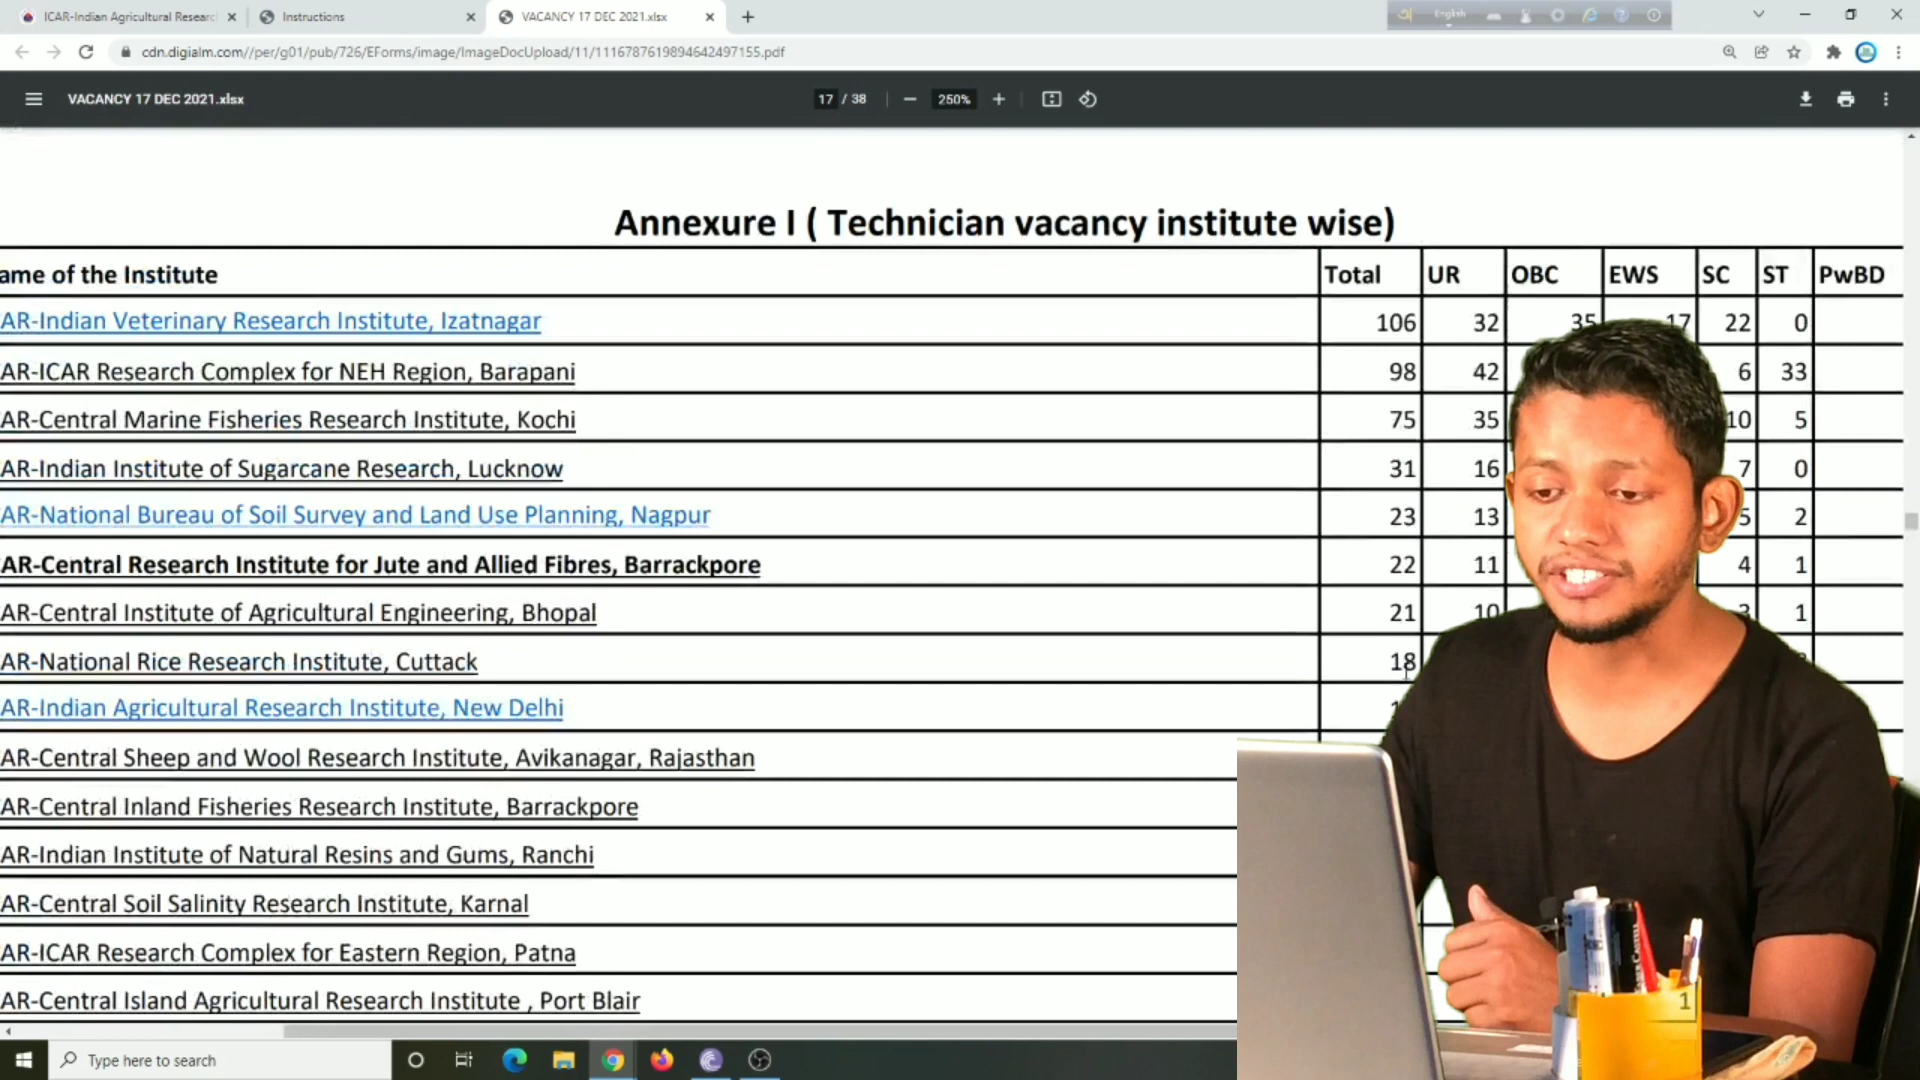 ICAR-Indian Agricultural Researc
Instructions
VACANCY 17 DEC 2021.xlsx
English
cdn.digialm.com//per/g01/pub/726/EForms/image/ImageDocUpload/11/1116787619894642497155.pdf
VACANCY 17 DEC 2021.xlsx
17 / 38
250%
Annexure I ( Technician vacancy institute wise)
ame of the Institute Total UR OBC EWS SC ST PwBD
AR-Indian Veterinary Research Institute, Izatnagar 106 32 35 17 22 0
AR-ICAR Research Complex for NEH Region, Barapani 98 42 6 33
AR-Central Marine Fisheries Research Institute, Kochi 75 35 10 5
AR-Indian Institute of Sugarcane Research, Lucknow 31 16 7 0
AR-National Bureau of Soil Survey and Land Use Planning, Nagpur 23 13 5 2
AR-Central Research Institute for Jute and Allied Fibres, Barrackpore 22 11 4 1
AR-Central Institute of Agricultural Engineering, Bhopal 21 10 3 1
AR-National Rice Research Institute, Cuttack 18
AR-Indian Agricultural Research Institute, New Delhi
AR-Central Sheep and Wool Research Institute, Avikanagar, Rajasthan
AR-Central Inland Fisheries Research Institute, Barrackpore
AR-Indian Institute of Natural Resins and Gums, Ranchi
AR-Central Soil Salinity Research Institute, Karnal
AR-ICAR Research Complex for Eastern Region, Patna
AR-Central Island Agricultural Research Institute , Port Blair
1
Type here to search